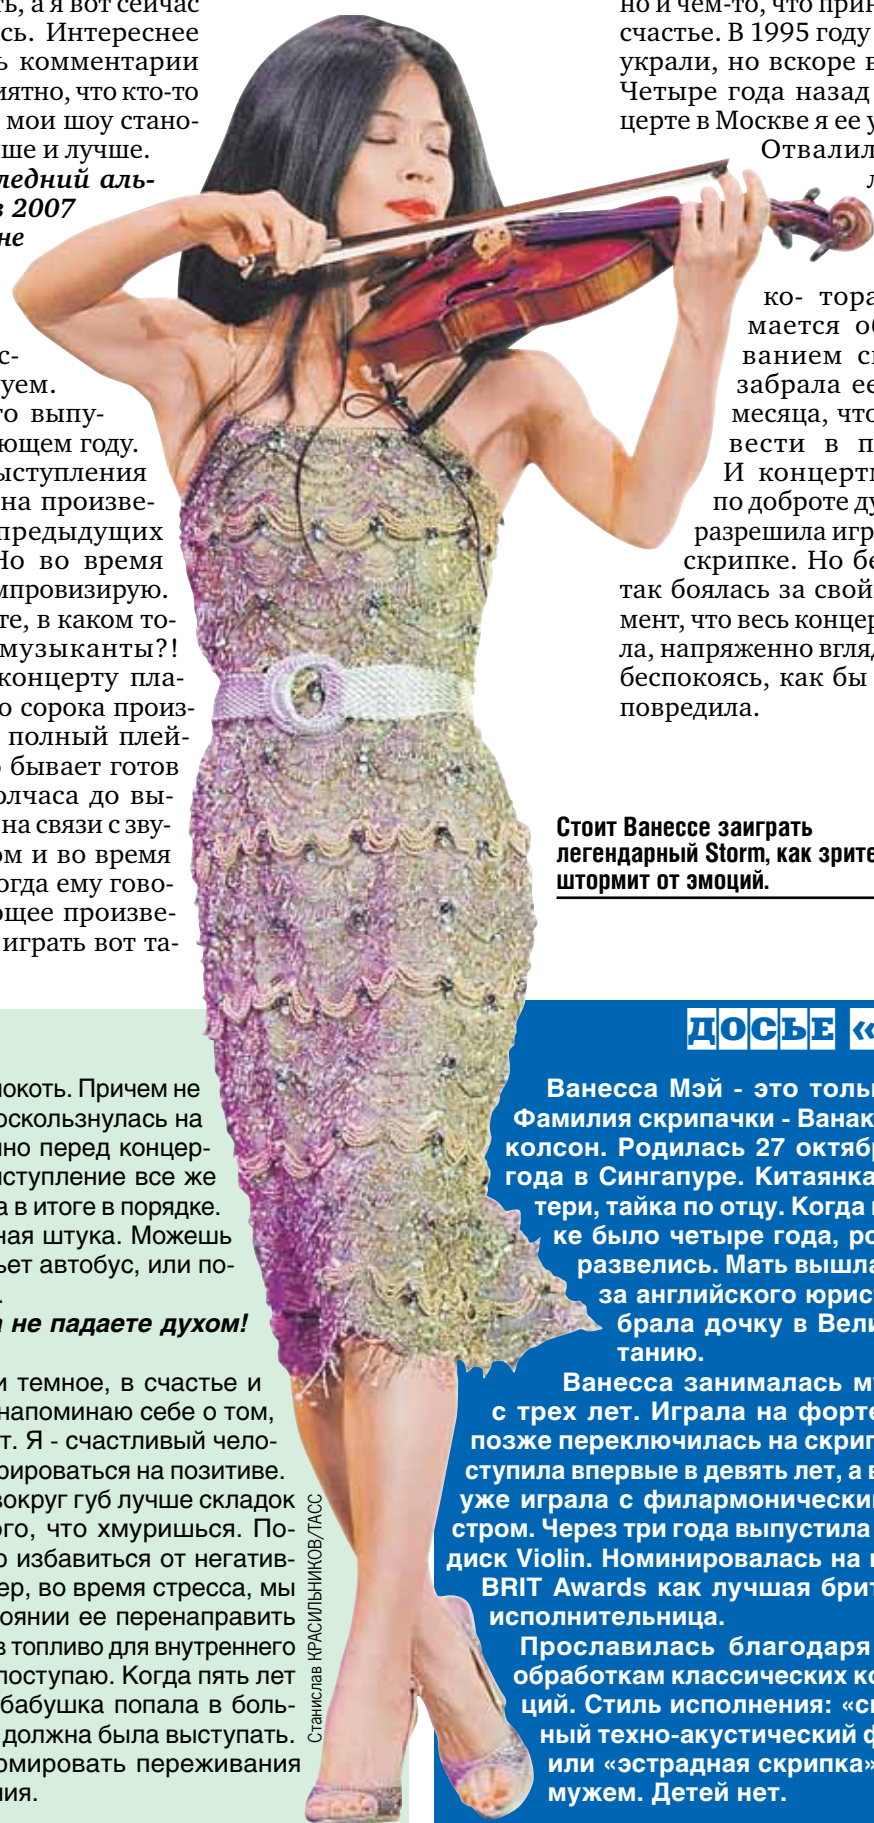 ть, а я вот сейчас
сь. Интереснее
ь комментарии
иятно, что кто-то
мои шоу стано-
ше и лучше.
ледний аль-
в 2007
не
с-
уем.
то выпу-
ющем году.
ыступления
на произве-
предыдущих
Но во время
мпровизирую.
те, в каком то-
музыканты?!
концерту пла-
о сорока произ-
полный плей-
о бывает готов
олчаса до вы-
на связи с зву-
ом и во время
огда ему гово-
ющее произве-
играть вот та-
локоть. Причем не
оскользнулась на
нно перед концер-
ыступление все же
а в итоге в порядке.
ная штука. Можешь
ьет автобус, или по-
.
а не падаете духом!
и темное, в счастье и
напоминаю себе о том,
т. Я - счастливый чело-
рироваться на позитиве.
вокруг губ лучше складок
ого, что хмуришься. По-
о избавиться от негатив-
ер, во время стресса, мы
оянии ее перенаправить
в топливо для внутреннего
поступаю. Когда пять лет
бабушка попала в боль-
должна была выступать.
ормировать переживания
ния.
Станислав КРАСИЛЬНИКОВ/ТАСС
но и чем-то, что прин
счастье. В 1995 году
украли, но вскоре в
Четыре года назад
церте в Москве я ее у
Отвалил
л
ко- тора
мается об
ванием с
забрала ее
месяца, что
вести в п
И концертм
по доброте ду
разрешила игр
скрипке. Но бе
так боялась за свой
мент, что весь концер
ла, напряженно вгляд
беспокоясь, как бы
повредила.
Стоит Ванессе заиграть
легендарный Storm, как зрите
штормит от эмоций.
ДОСЬЕ «
Ванесса Мэй - это толь
Фамилия скрипачки - Ванак
колсон. Родилась 27 октябр
года в Сингапуре. Китаянка
тери, тайка по отцу. Когда
ке было четыре года, ро
развелись. Мать вышла
за английского юрис
брала дочку в Вели
танию.
Ванесса занималась м
с трех лет. Играла на форте
позже переключилась на скрип
ступила впервые в девять лет, а в
уже играла с филармонически
стром. Через три года выпустила
диск Violin. Номинировалась на
BRIT Awards как лучшая брит
исполнительница.
Прославилась благодаря
обработкам классических ко
ций. Стиль исполнения: «с
ный техно-акустический ф
или «эстрадная скрипка»
мужем. Детей нет.